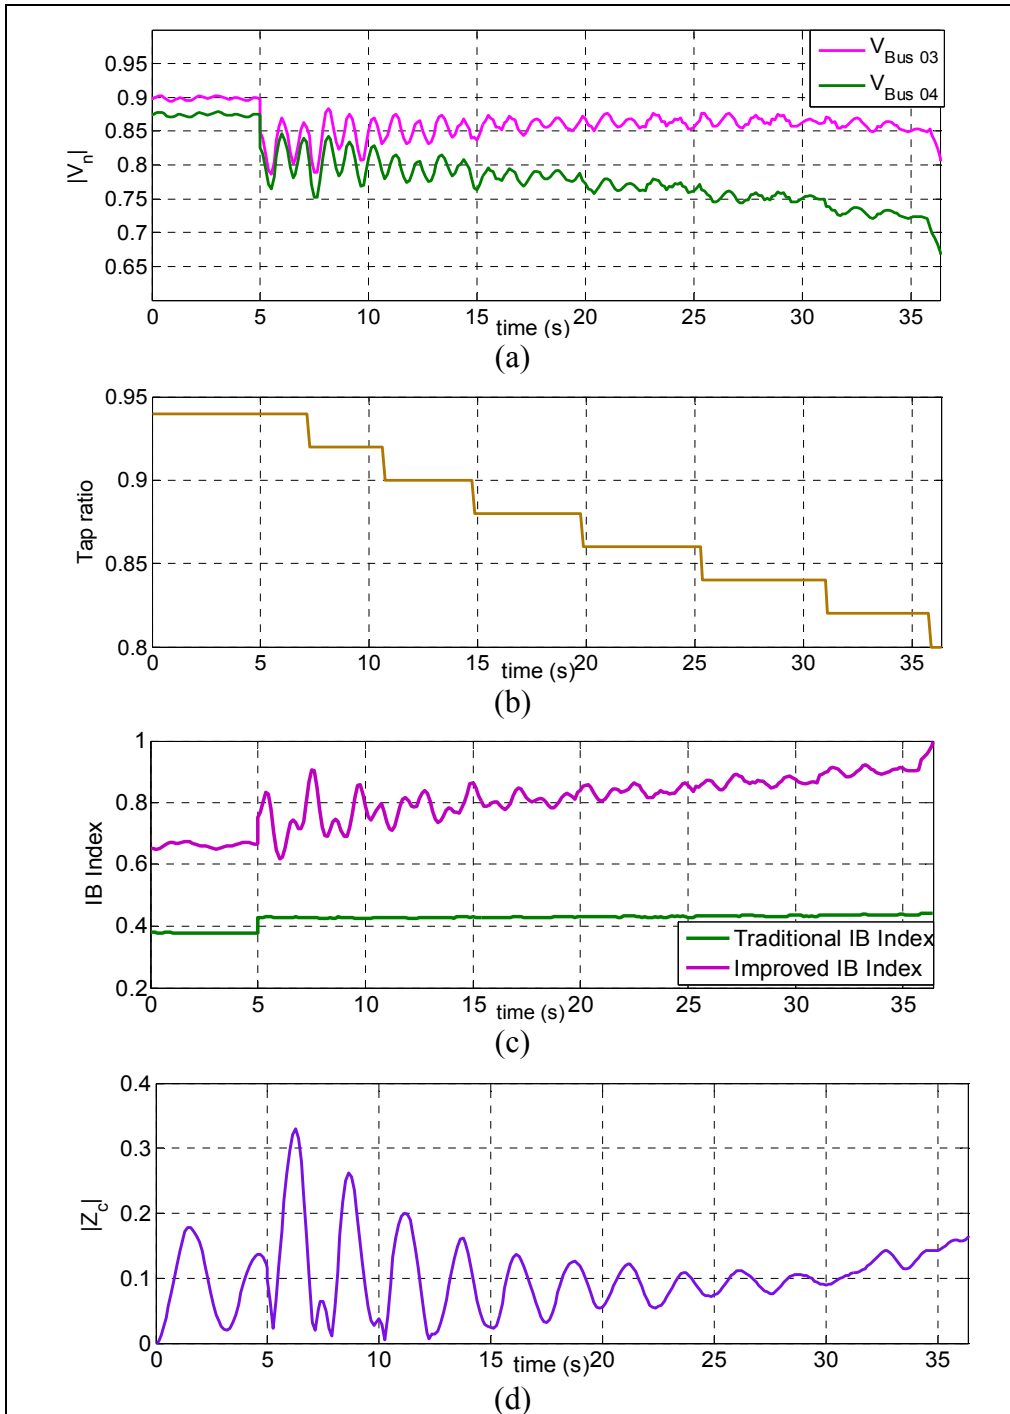 0.95
0.9
0.85
0.8
0.75
0.7
0.65
|V_n|
V_Bus 03
V_Bus 04
0 5 10 15 20 25 30 35
time (s)
(a)
0.95
0.9
0.85
0.8
Tap ratio
0 5 10 15 20 25 30 35
time (s)
(b)
1
0.8
0.6
0.4
0.2
IB Index
Traditional IB Index
Improved IB Index
0 5 10 15 20 25 30 35
time (s)
(c)
0.4
0.3
0.2
0.1
0
|Z_c|
0 5 10 15 20 25 30 35
time (s)
(d)